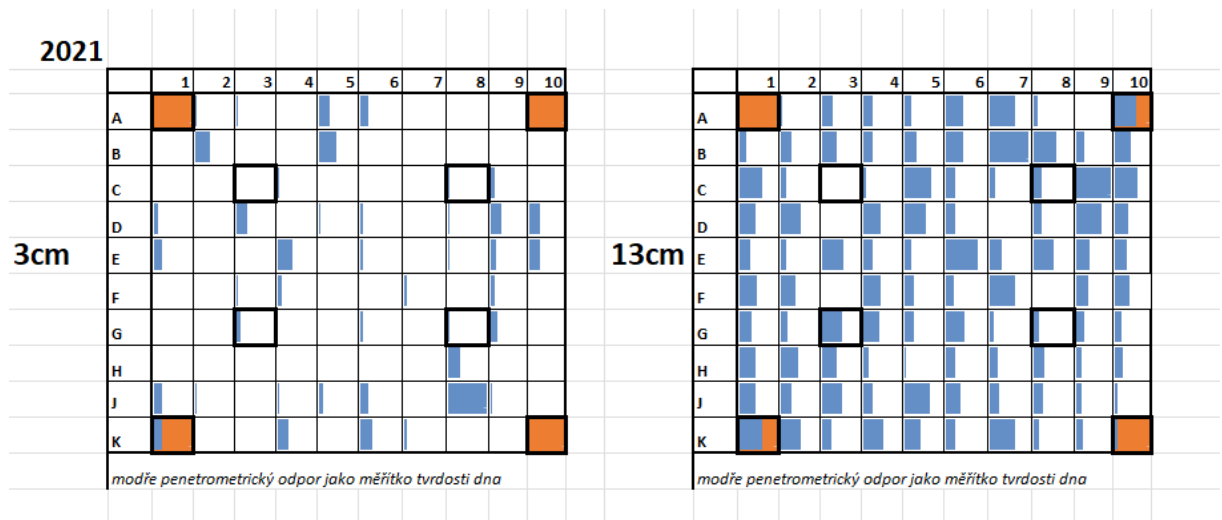 2021
1 2 3 4 5 6 7 8 9 10
A
B
C
D
3cm
E
F
G
H
J
K
modře penetrometrický odpor jako měřítko tvrdosti dna
1 2 3 4 5 6 7 8 9 10
A
B
C
D
13cm
E
F
G
H
J
K
modře penetrometrický odpor jako měřítko tvrdosti dna